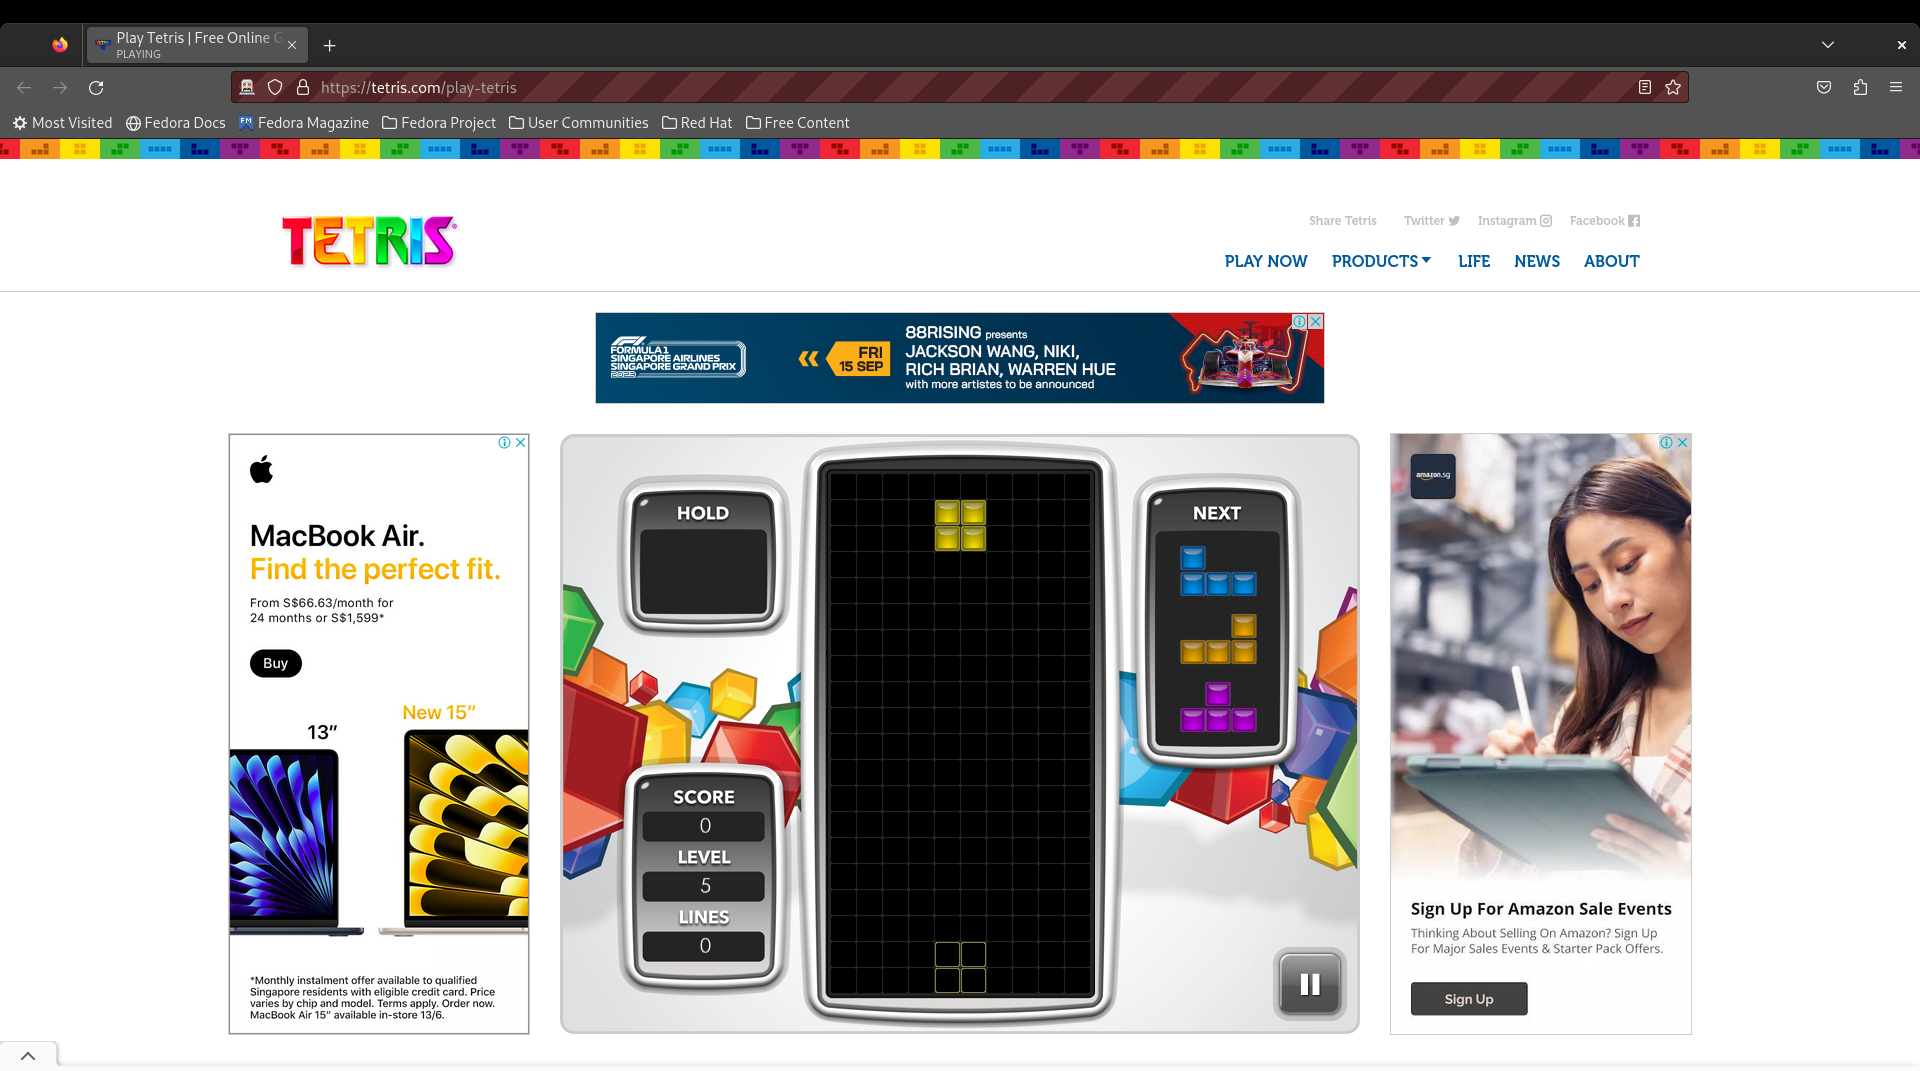 Play Tetris | Free Online G
PLAYING
https://tetris.com/play-tetris
Most Visited
Fedora Docs
Fedora Magazine
Fedora Project
User Communities
Red Hat
Free Content
TETRIS
Share Tetris
Twitter
Instagram
Facebook
PLAY NOW
PRODUCTS
LIFE
NEWS
ABOUT
FORMULA 1
SINGAPORE AIRLINES
SINGAPORE GRAND PRIX
2023
FRI
15 SEP
88RISING presents
JACKSON WANG, NIKI,
RICH BRIAN, WARREN HUE
with more artistes to be announced
MacBook Air.
Find the perfect fit.
From S$66.63/month for
24 months or S$1,599*
Buy
New 15”
13”
*Monthly instalment offer available to qualified
Singapore residents with eligible credit card. Price
varies by chip and model. Terms apply. Order now.
MacBook Air 15” available in-store 13/6.
HOLD
SCORE
0
LEVEL
5
LINES
0
NEXT
amazon.sg
Sign Up For Amazon Sale Events
Thinking About Selling On Amazon? Sign Up
For Major Sales Events & Starter Pack Offers.
Sign Up